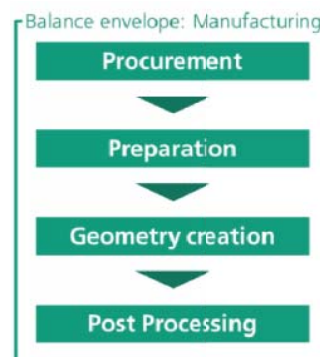 Balance envelope: Manufacturing
Procurement
Preparation
Geometry creation
Post Processing